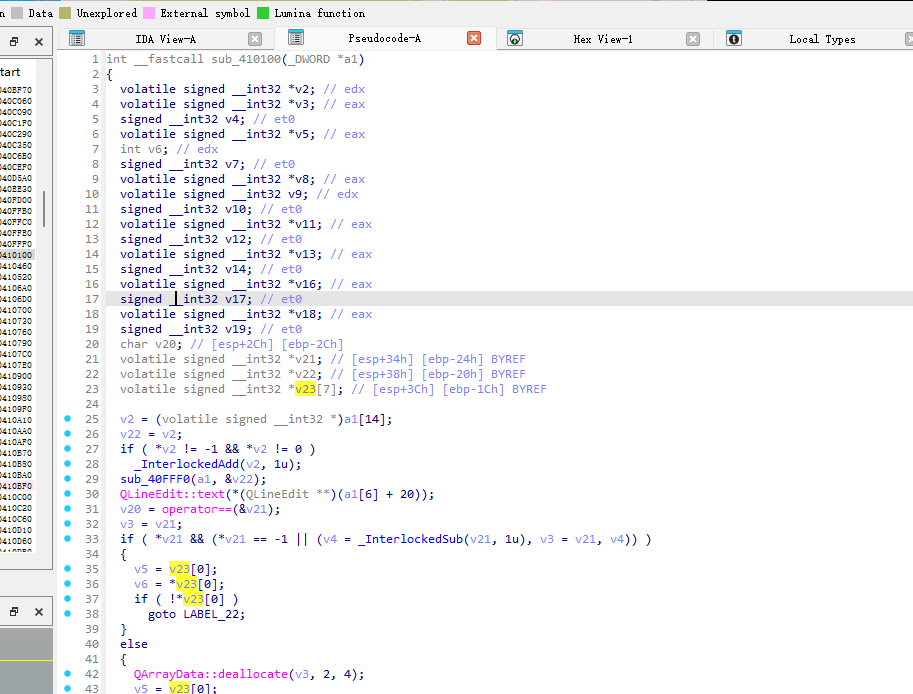 n Data Unexplored External symbol Lumina function
IDA View-A Pseudocode-A Hex View-1 Local Types
tart
040BF70
040C060
040C090
040C1F0
040C290
040C350
040C6B0
040CEF0
040D5A0
040EE30
040FD00
040FFB0
040FFC0
040FFE0
040FFF0
0410100
0410460
0410520
04106A0
04106D0
0410700
0410730
0410760
0410790
04107C0
04107E0
0410900
0410930
0410980
04109F0
0410A10
0410AA0
0410AF0
0410B70
0410B80
0410BA0
0410BF0
0410C00
0410C20
0410C60
0410D10
0410D60
1 int __fastcall sub_410100(_DWORD *a1)
2 {
3 volatile signed __int32 *v2; // edx
4 volatile signed __int32 *v3; // eax
5 signed __int32 v4; // et0
6 volatile signed __int32 *v5; // eax
7 int v6; // edx
8 signed __int32 v7; // et0
9 volatile signed __int32 *v8; // eax
10 volatile signed __int32 v9; // edx
11 signed __int32 v10; // et0
12 volatile signed __int32 *v11; // eax
13 signed __int32 v12; // et0
14 volatile signed __int32 *v13; // eax
15 signed __int32 v14; // et0
16 volatile signed __int32 *v16; // eax
17 signed __int32 v17; // et0
18 volatile signed __int32 *v18; // eax
19 signed __int32 v19; // et0
20 char v20; // [esp+2Ch] [ebp-2Ch]
21 volatile signed __int32 *v21; // [esp+34h] [ebp-24h] BYREF
22 volatile signed __int32 *v22; // [esp+38h] [ebp-20h] BYREF
23 volatile signed __int32 *v23[7]; // [esp+3Ch] [ebp-1Ch] BYREF
24
25 v2 = (volatile signed __int32 *)a1[14];
26 v22 = v2;
27 if ( *v2 != -1 && *v2 != 0 )
28 _InterlockedAdd(v2, 1u);
29 sub_40FFF0(a1, &v22);
30 QLineEdit::text(*(QLineEdit **)(a1[6] + 20));
31 v20 = operator==(&v21);
32 v3 = v21;
33 if ( *v21 && (*v21 == -1 || (v4 = _InterlockedSub(v21, 1u), v3 = v21, v4)) )
34 {
35 v5 = v23[0];
36 v6 = *v23[0];
37 if ( !*v23[0] )
38 goto LABEL_22;
39 }
40 else
41 {
42 QArrayData::deallocate(v3, 2, 4);
43 v5 = v23[0];